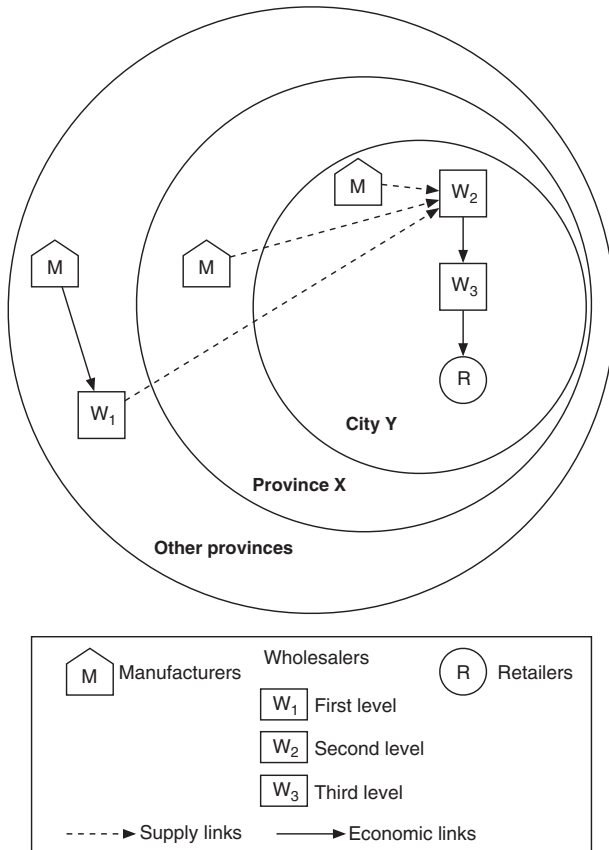 M
W2
M
M
W3
R
W1
City Y
Province X
Other provinces
M Manufacturers
Wholesalers
R Retailers
W1 First level
W2 Second level
W3 Third level
Supply links
Economic links